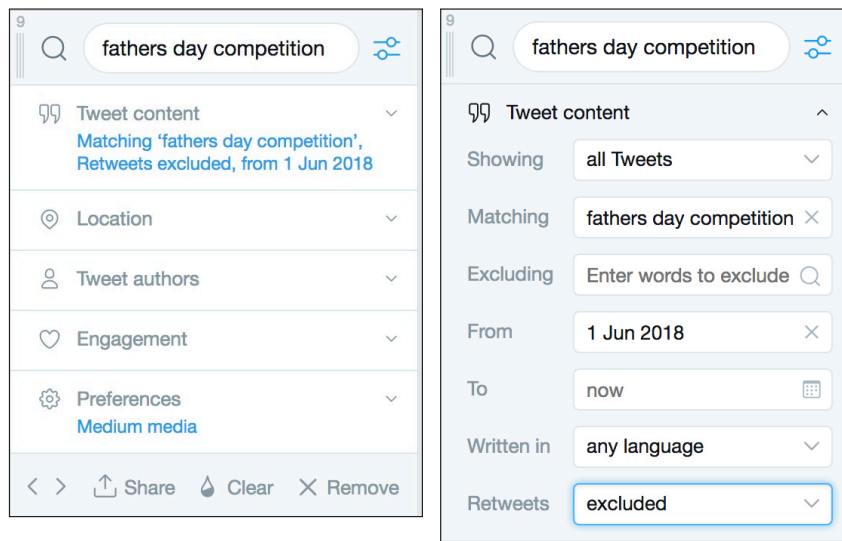 9
fathers day competition
Tweet content
Matching ‘fathers day competition’,
Retweets excluded, from 1 Jun 2018
Location
Tweet authors
Engagement
Preferences
Medium media
Share Clear Remove
9
fathers day competition
Tweet content
Showing all Tweets
Matching fathers day competition
Excluding Enter words to exclude
From 1 Jun 2018
To now
Written in any language
Retweets excluded